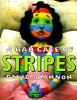 A BAD CASE OF
STRIPES
DAVID SHANNON